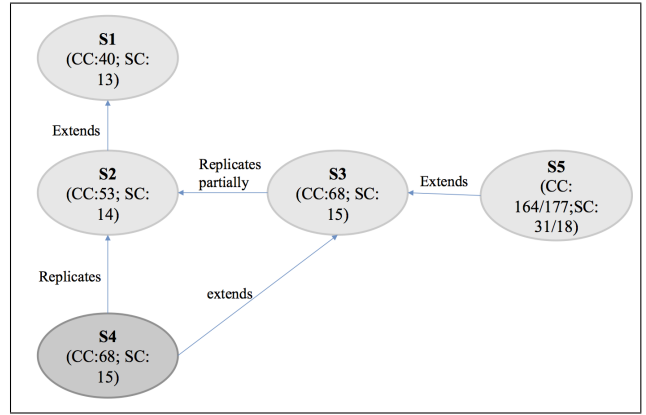 S1
(CC:40; SC:
13)
Extends
S2
(CC:53; SC:
14)
Replicates
partially
S3
(CC:68; SC:
15)
Extends
S5
(CC:
164/177;SC:
31/18)
Replicates
extends
S4
(CC:68; SC:
15)